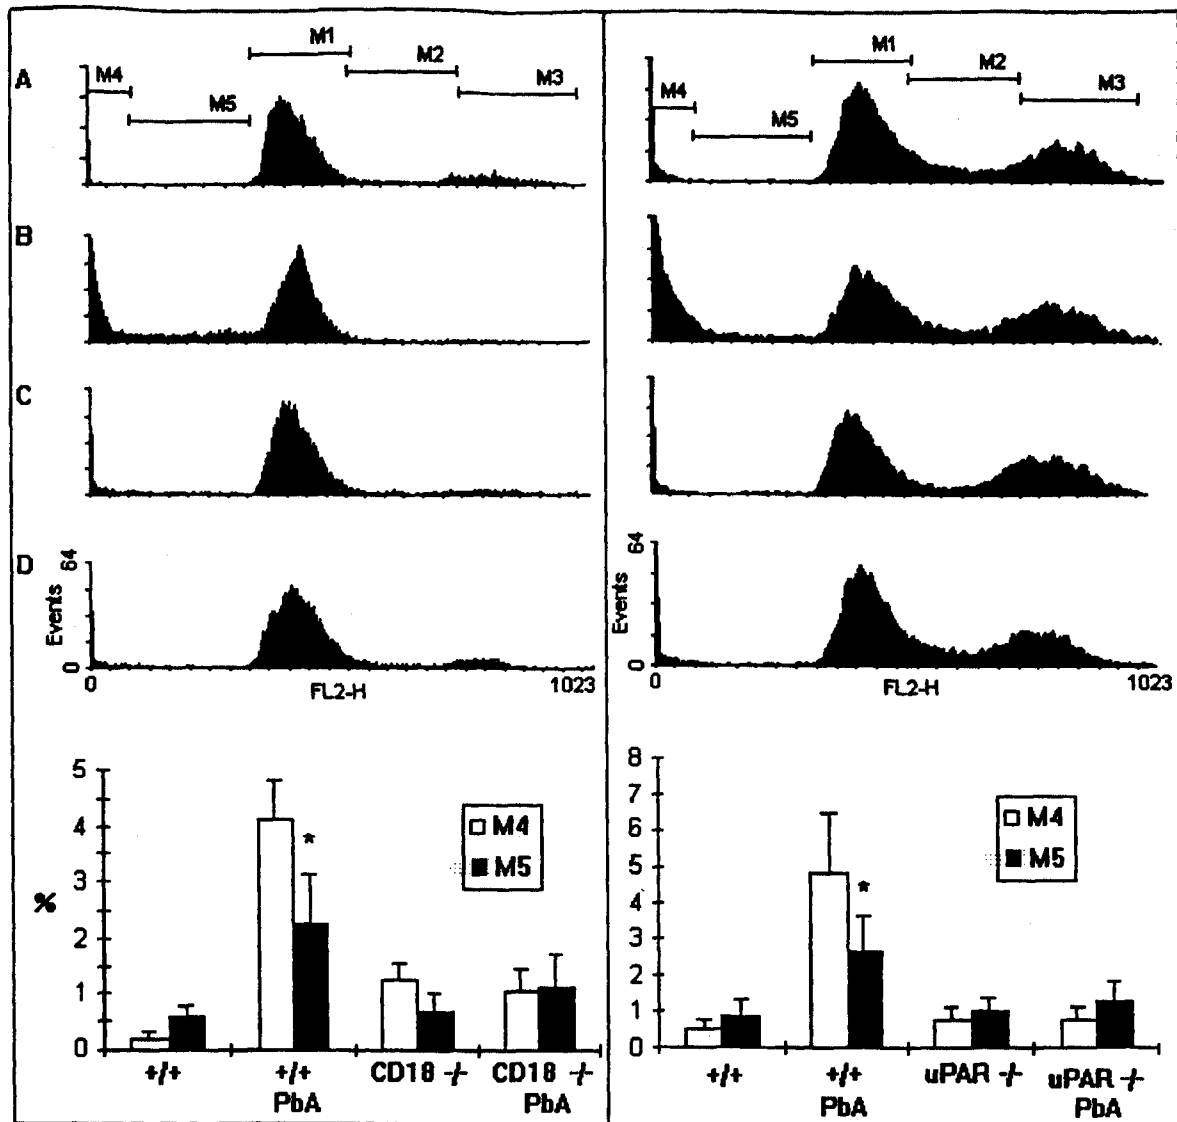 A
M4
M5
M1
M2
M3
M4
M5
M1
M2
M3
B
C
D
Events
0
64
0
FL2-H
1023
Events
0
64
0
FL2-H
1023
%
5
4
3
2
1
0
M4
M5
*
+/+
+/+
PbA
CD18 -/-
CD18 -/-
PbA
8
7
6
5
4
3
2
1
0
M4
M5
*
+/+
+/+
PbA
uPAR -/-
uPAR -/-
PbA